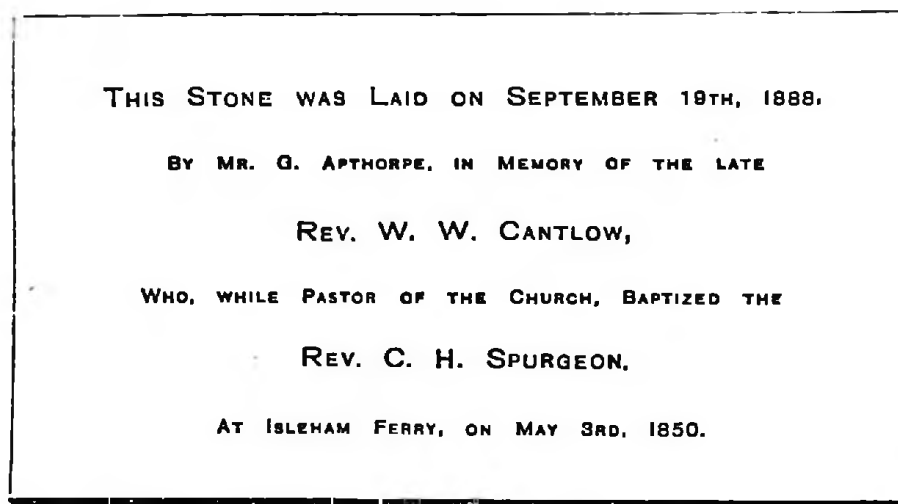 THIS STONE WAS LAID ON SEPTEMBER 19TH, 1888,
BY MR. G. APTHORPE, IN MEMORY OF THE LATE
REV. W. W. CANTLOW,
WHO, WHILE PASTOR OF THE CHURCH, BAPTIZED THE
REV. C. H. SPURGEON,
AT ISLEHAM FERRY, ON MAY 3RD, 1850.